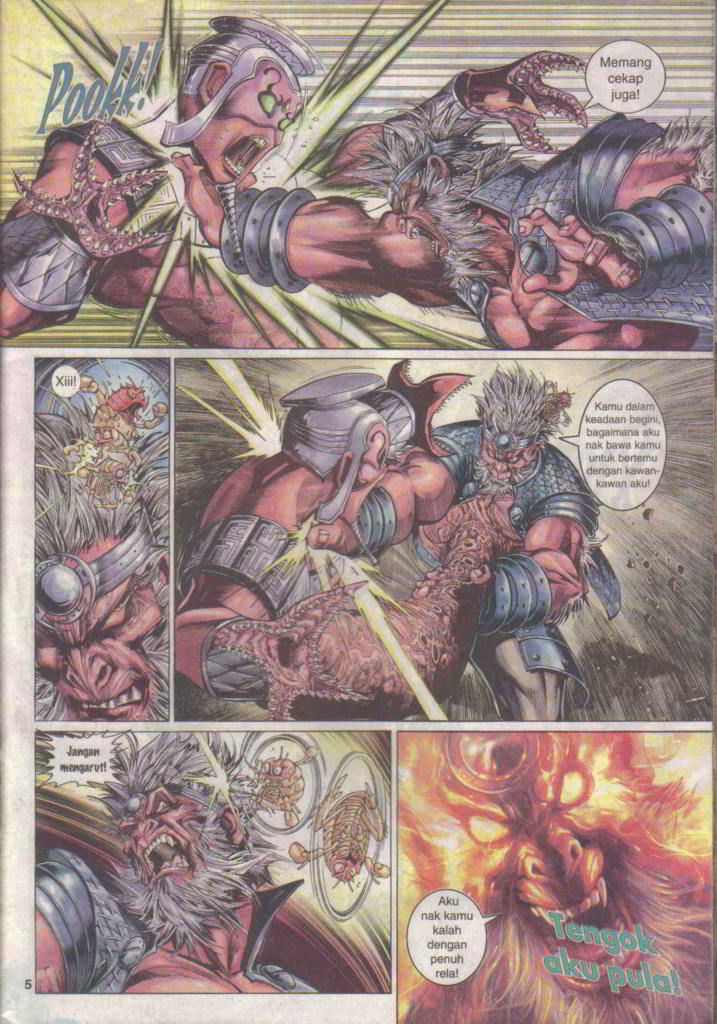 Pookk!
Memang
cekap
juga!
Xiii!
Kamu dalam
keadaan begini,
bagaimana aku
nak bawa kamu
untuk bertemu
dengan kawan-
kawan aku!
Jangan
mengarut!
Aku
nak kamu
kalah
dengan
penuh
rela!
Tengok
aku pula!
5